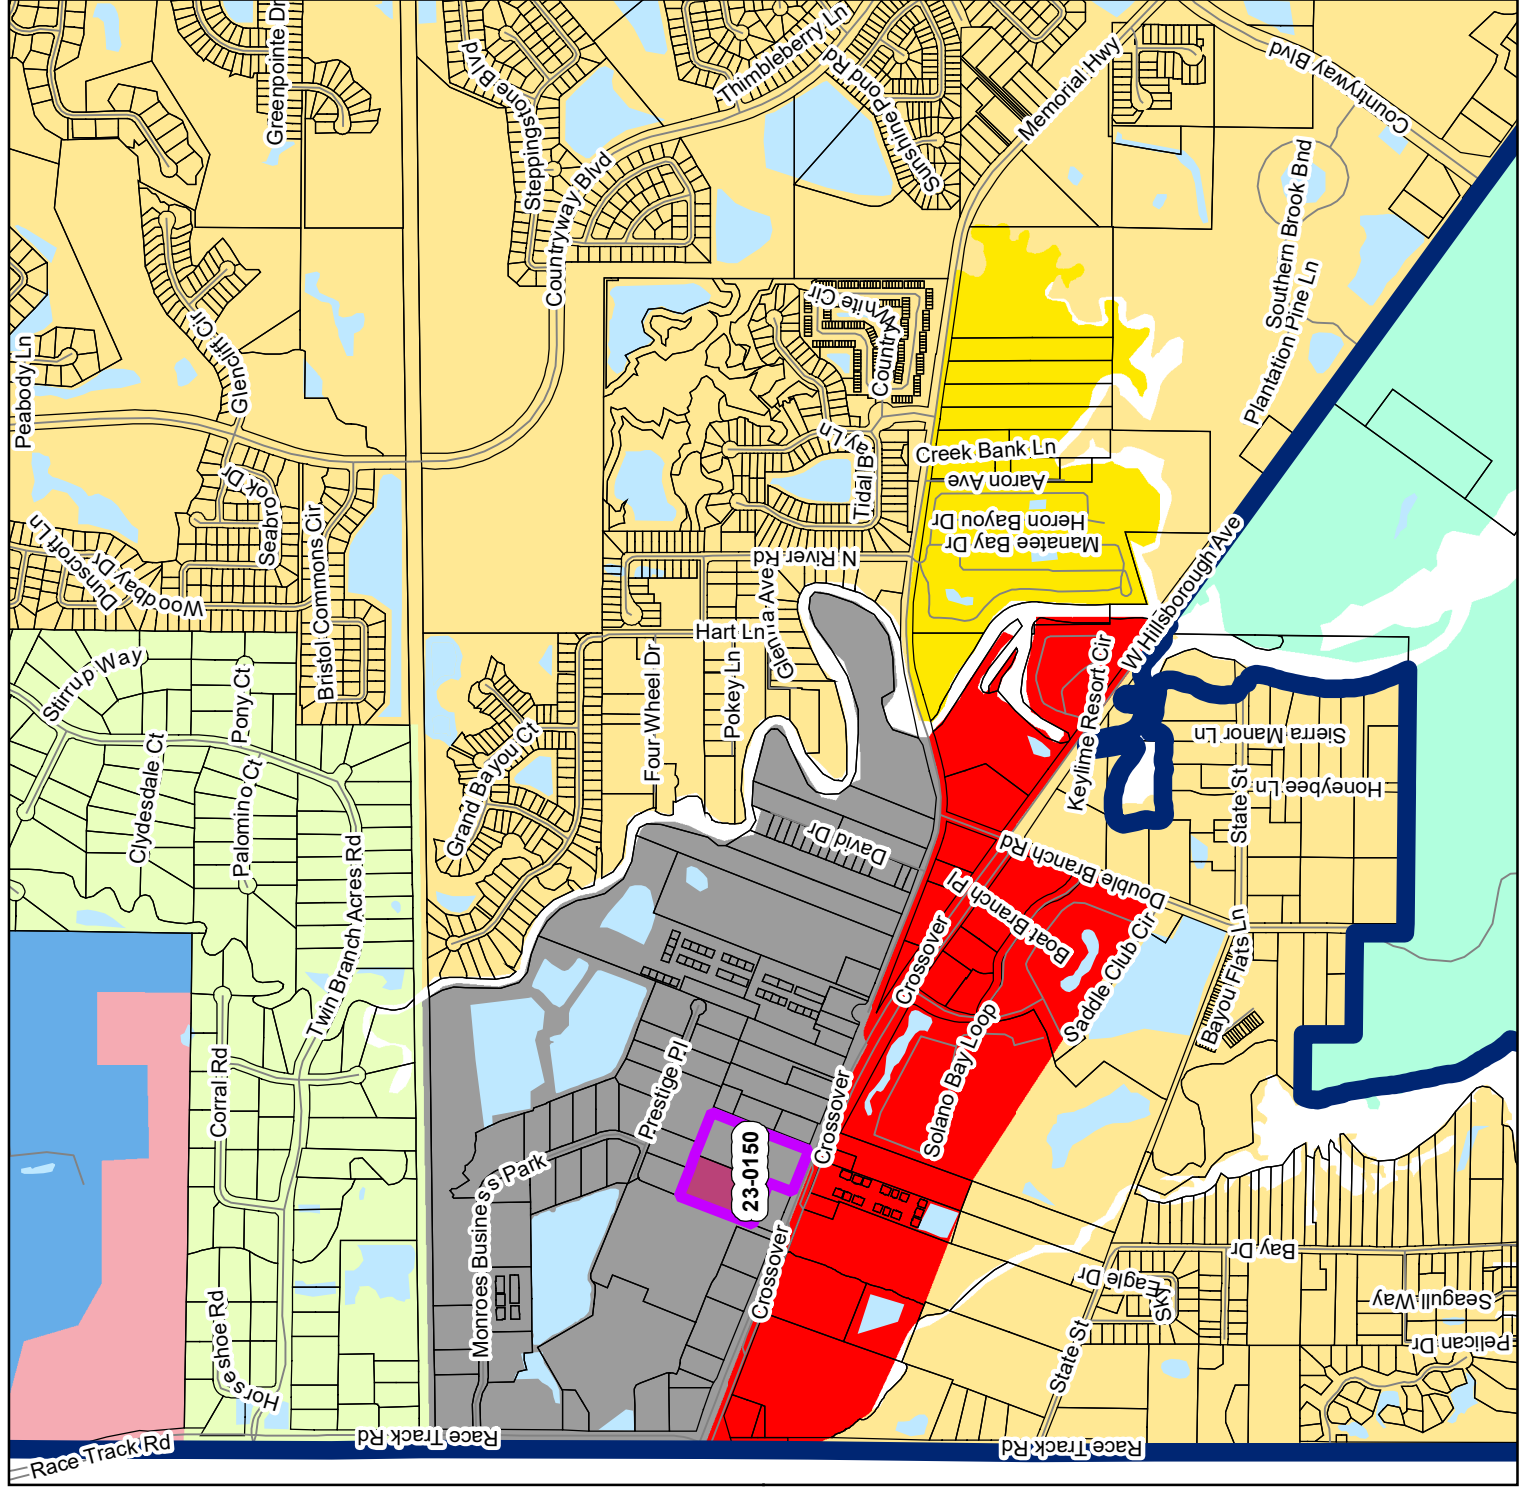 Greenpointe Dr
Steppingstone Blvd
Thimbleberry Ln
Sunshine Pond Rd
Memorial Hwy
Countryway Blvd
Countryway Blvd
Southern Brook Bnd
Plantation Pine Ln
Peabody Ln
Glencliff Cir
Country White Cir
Seabrook Dr
Tidal Bay Ln
Creek Bank Ln
Aaron Ave
Heron Bayou Dr
Manatee Bay Dr
Dunscroft Ln
Woodbay Dr
Bristol Commons Cir
N River Rd
Glenna Ave
Hart Ln
W Hillsborough Ave
Stirrup Way
Pony Ct
Clydesdale Ct
Palomino Ct
Grand Bayou Ct
Four Wheel Dr
Pokey Ln
Keylime Resort Cir
Sierra Manor Ln
State St
Honeybee Ln
Twin Branch Acres Rd
David Dr
Double Branch Rd
Boat Branch Pl
Crossover
Saddle Club Cir
Bayou Flats Ln
Corral Rd
Prestige Pl
Solano Bay Loop
Crossover
23-0150
Monroes Business Park
Crossover
Horseshoe Rd
Bay Dr
Sky Eagle Dr
Seagull Way
Pelican Dr
State St
Race Track Rd
Race Track Rd
Race Track Rd